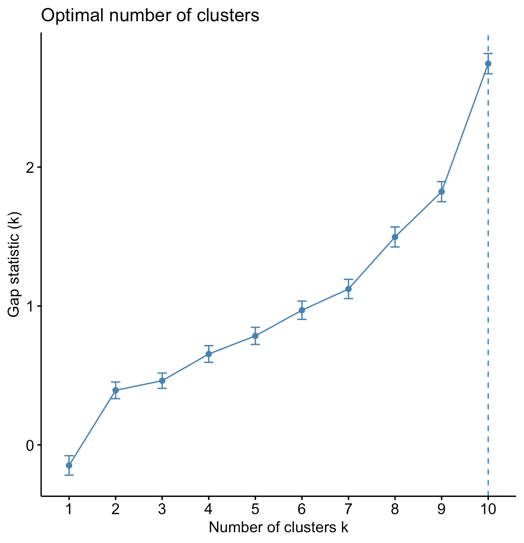 Optimal number of clusters
Gap statistic (k)
2
1
0
1 2 3 4 5 6 7 8 9 10
Number of clusters k